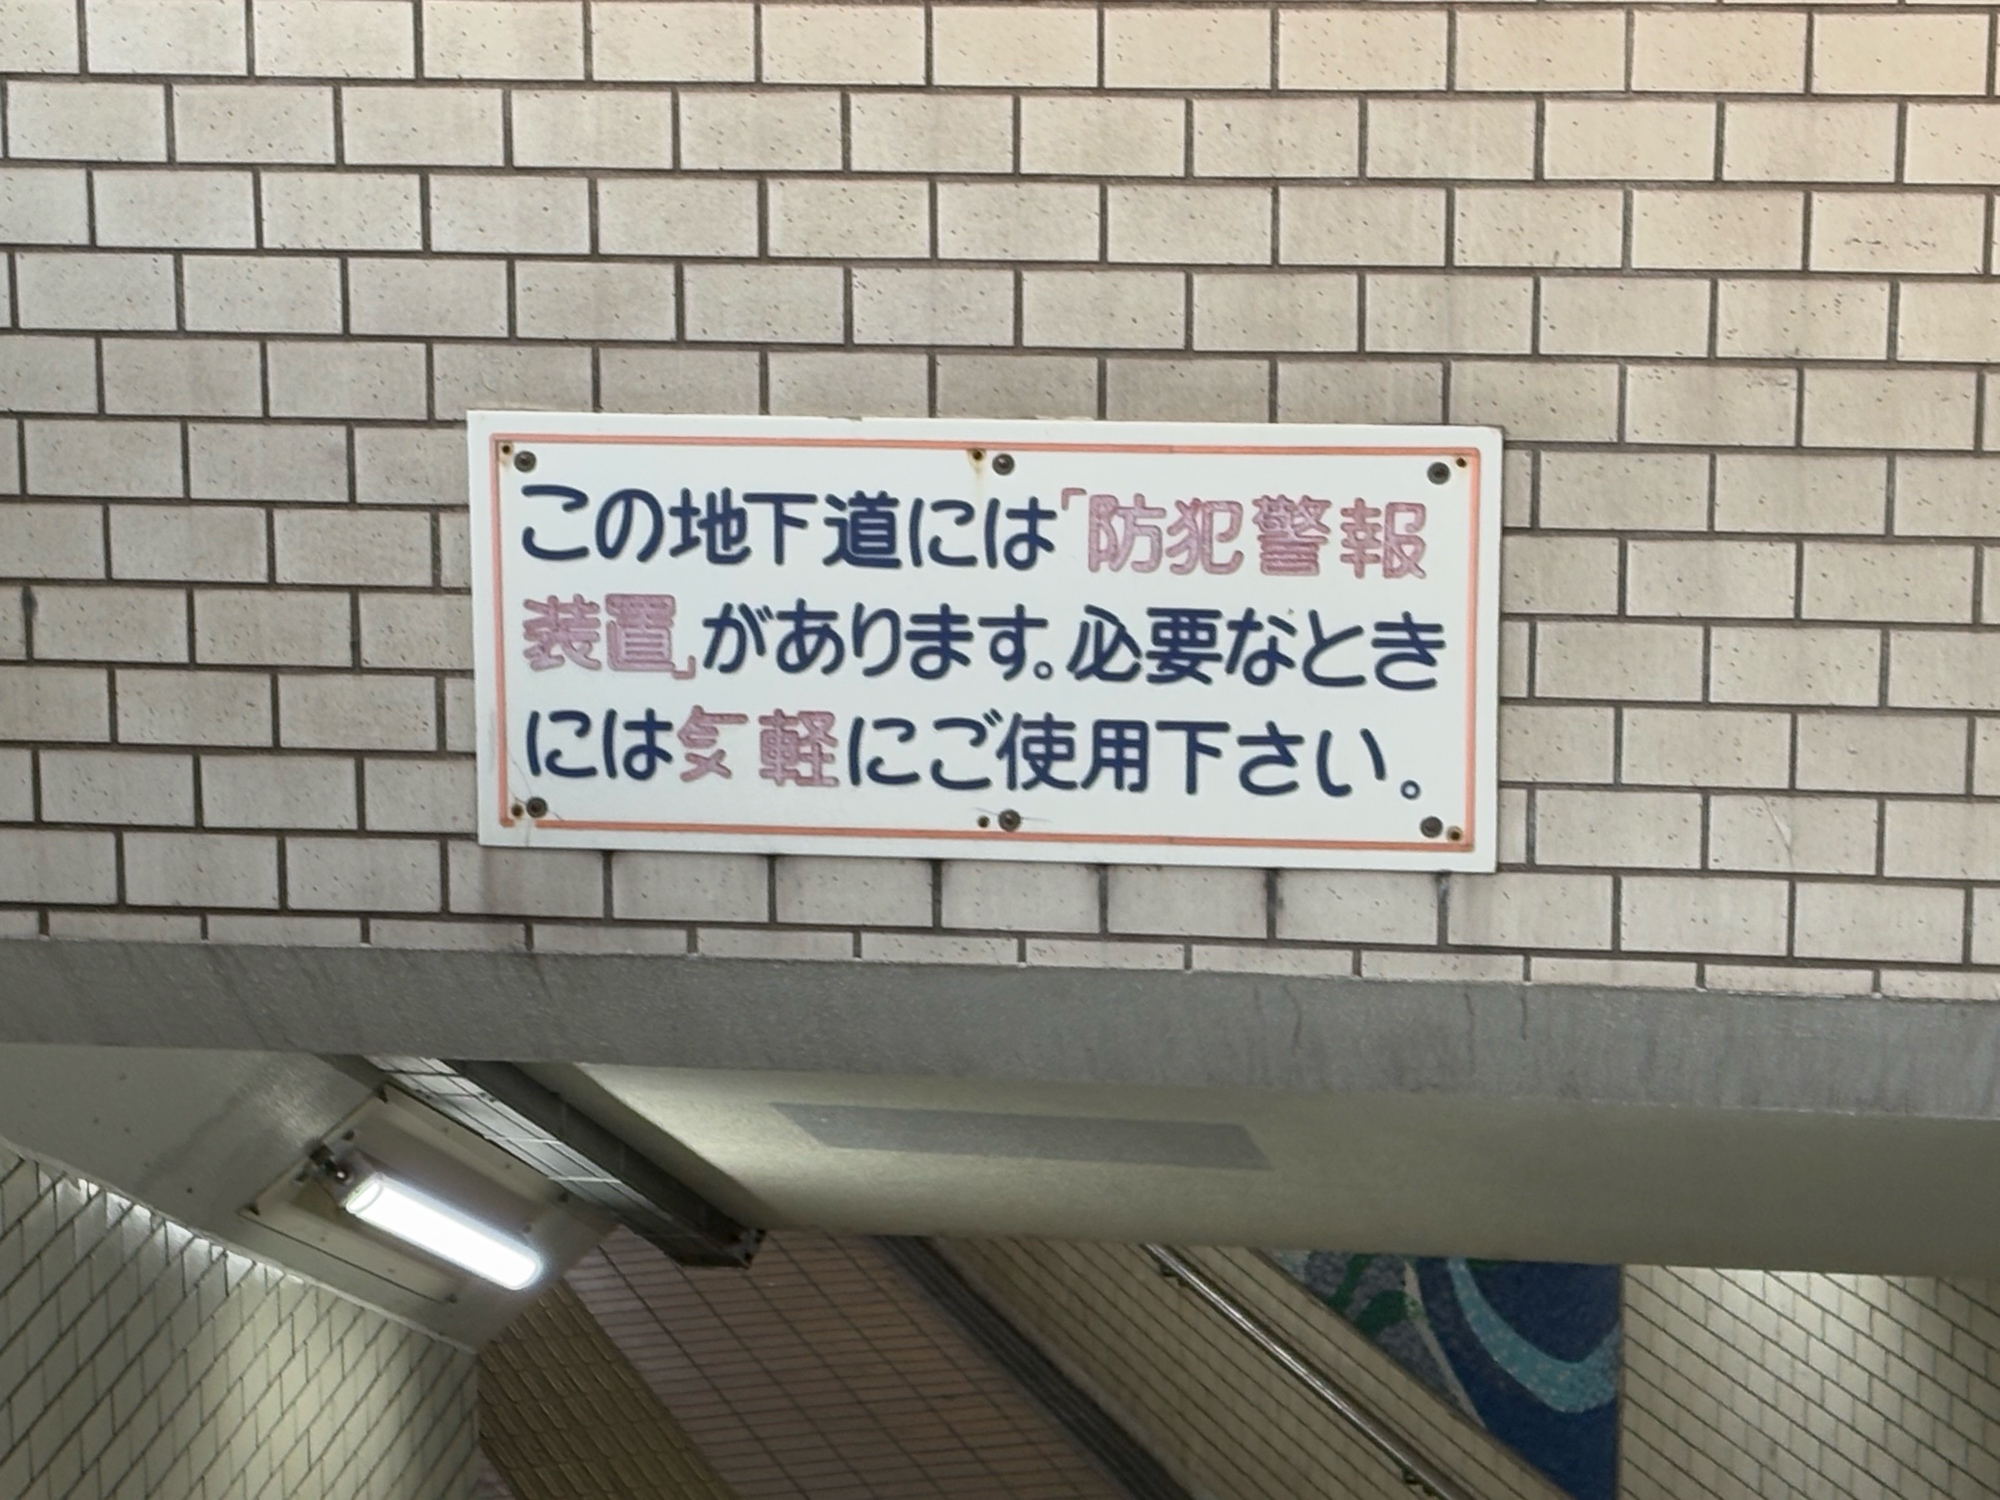 この地下道には「防犯警報
装置」があります。必要なとき
には気軽にご使用下さい。